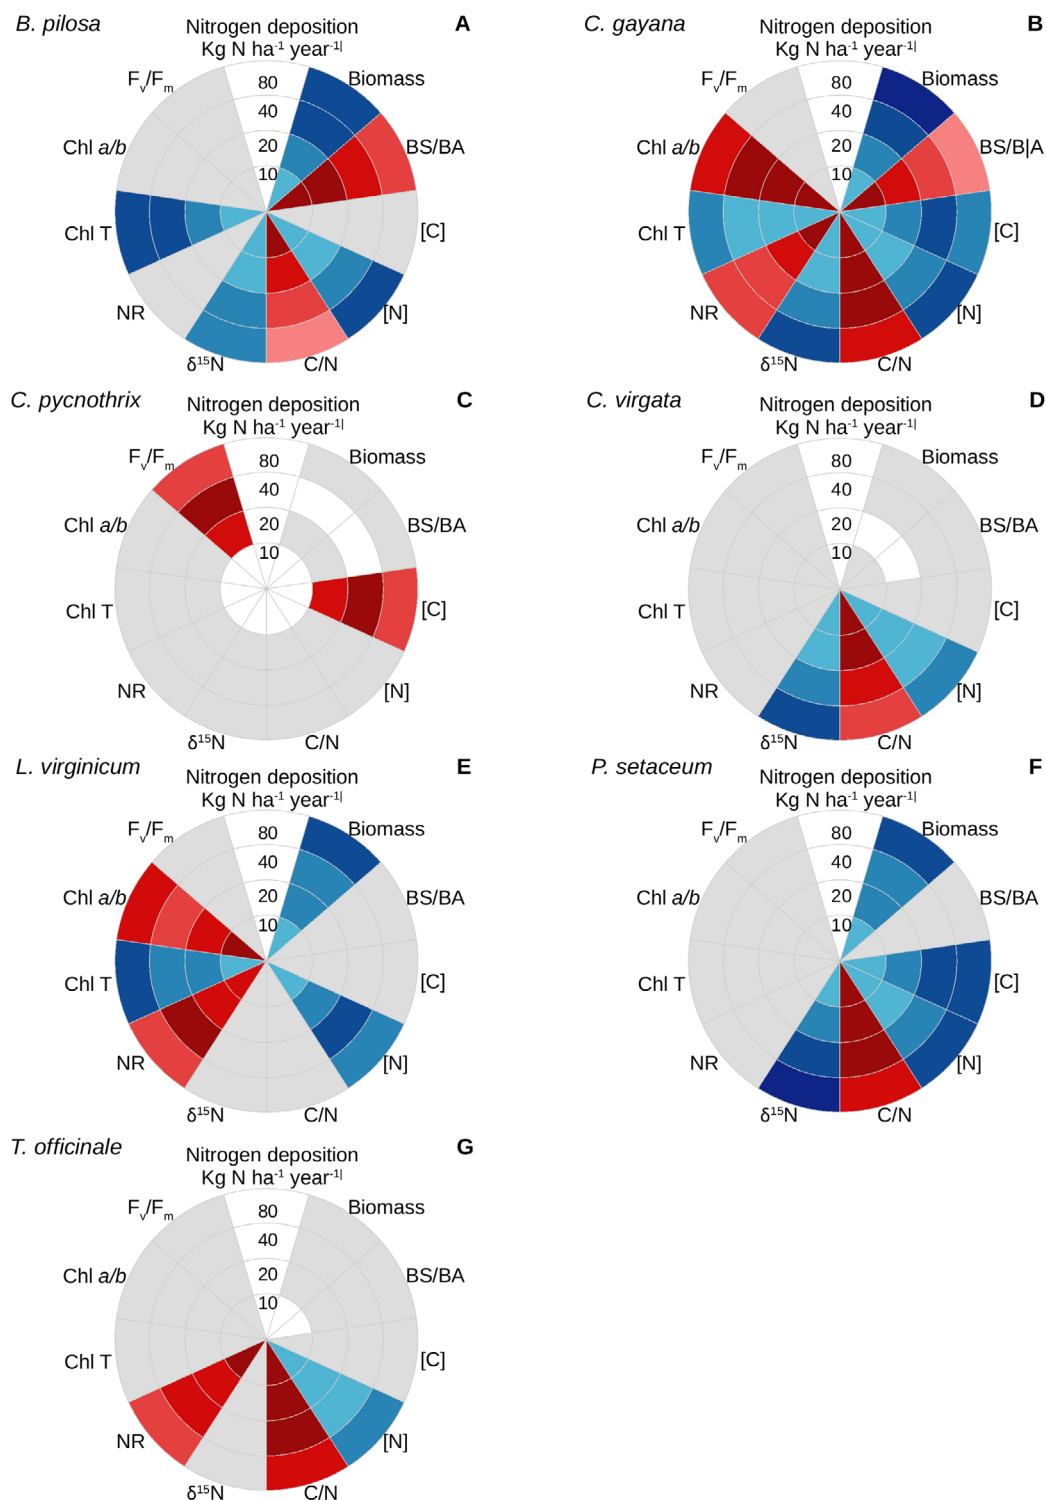 B. pilosa
A
Nitrogen deposition
Kg N ha-1 year-1|
Fv/Fm
80
Biomass
40
Chl a/b
20
BS/BA
10
Chl T
[C]
NR
[N]
δ15N
C/N
C. gayana
B
Nitrogen deposition
Kg N ha-1 year-1|
Fv/Fm
80
Biomass
40
Chl a/b
20
BS/B|A
10
Chl T
[C]
NR
[N]
δ15N
C/N
C. pycnothrix
C
Nitrogen deposition
Kg N ha-1 year-1|
Fv/Fm
80
Biomass
40
Chl a/b
20
BS/BA
10
Chl T
[C]
NR
[N]
δ15N
C/N
C. virgata
D
Nitrogen deposition
Kg N ha-1 year-1|
Fv/Fm
80
Biomass
40
Chl a/b
20
BS/BA
10
Chl T
[C]
NR
[N]
δ15N
C/N
L. virginicum
E
Nitrogen deposition
Kg N ha-1 year-1|
Fv/Fm
80
Biomass
40
Chl a/b
20
BS/BA
10
Chl T
[C]
NR
[N]
δ15N
C/N
P. setaceum
F
Nitrogen deposition
Kg N ha-1 year-1|
Fv/Fm
80
Biomass
40
Chl a/b
20
BS/BA
10
Chl T
[C]
NR
[N]
δ15N
C/N
T. officinale
G
Nitrogen deposition
Kg N ha-1 year-1|
Fv/Fm
80
Biomass
40
Chl a/b
20
BS/BA
10
Chl T
[C]
NR
[N]
δ15N
C/N